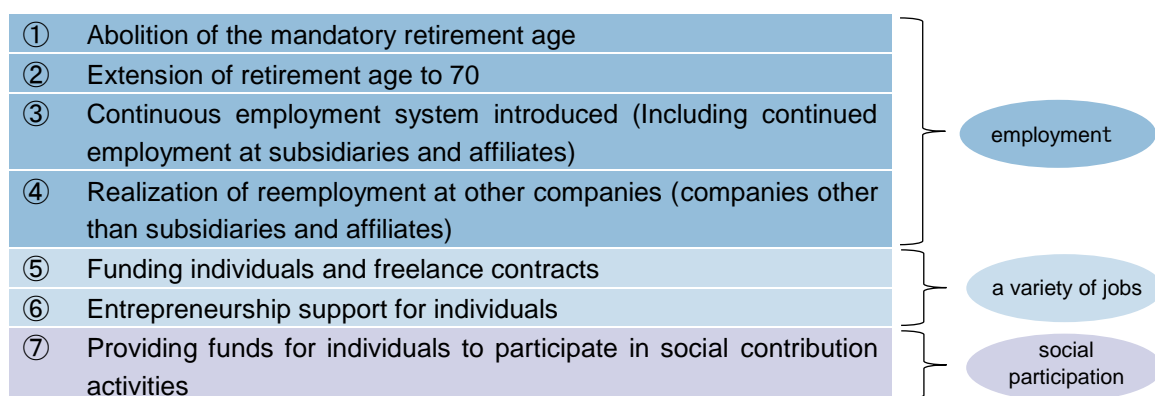 ① Abolition of the mandatory retirement age
② Extension of retirement age to 70
③ Continuous employment system introduced (Including continued
employment at subsidiaries and affiliates)
④ Realization of reemployment at other companies (companies other
than subsidiaries and affiliates)
employment
⑤ Funding individuals and freelance contracts
⑥ Entrepreneurship support for individuals
a variety of jobs
⑦ Providing funds for individuals to participate in social contribution
activities
social
participation